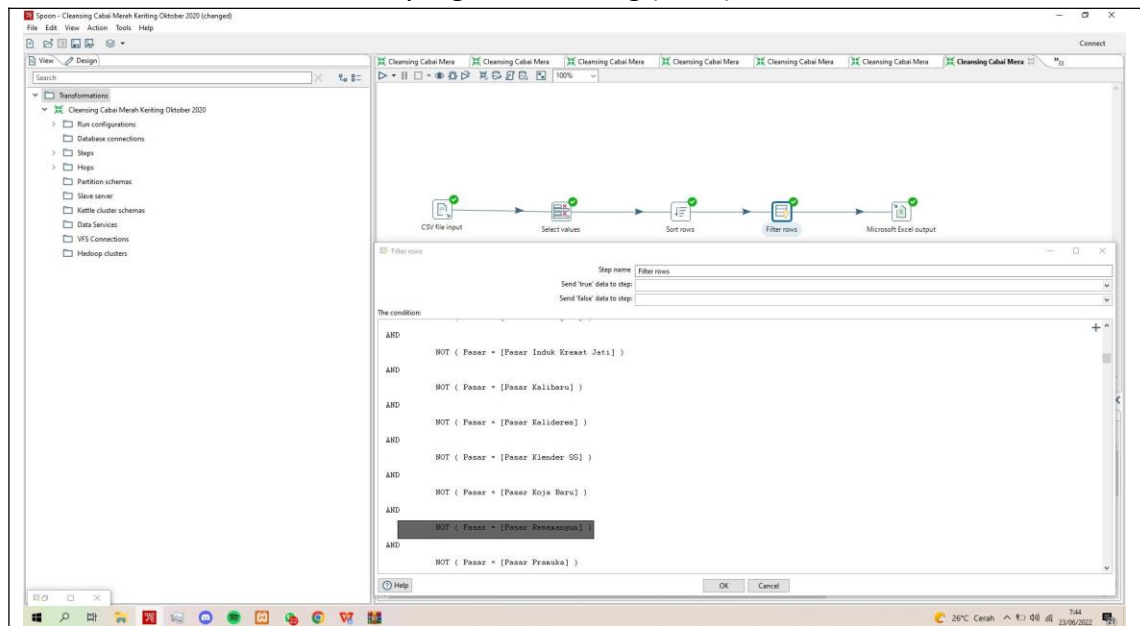 Spoon - Cleansing Cabai Merah Keriting Oktober 2020 (changed)
File Edit View Action Tools Help
Connect
View Design
Cleansing Cabai Mera Cleansing Cabai Mera Cleansing Cabai Mera Cleansing Cabai Mera Cleansing Cabai Mera Cleansing Cabai Mera Cleansing Cabai Mera
Search
100%
Transformations
Cleansing Cabai Merah Keriting Oktober 2020
Run configurations
Database connections
Steps
Hops
Partition schemas
Slave server
Kettle cluster schemas
Data Services
VFS Connections
Hadoop clusters
CSV file input Select values Sort rows Filter rows Microsoft Excel output
Filter rows
Step name Filter rows
Send 'true' data to step:
Send 'false' data to step:
The condition:
AND
NOT ( Pasar = [Pasar Induk Kramat Jati] )
AND
NOT ( Pasar = [Pasar Kalibaru] )
AND
NOT ( Pasar = [Pasar Kalideres] )
AND
NOT ( Pasar = [Pasar Klender SS] )
AND
NOT ( Pasar = [Pasar Koja Baru] )
AND
NOT ( Pasar = [Pasar Rawamangun] )
AND
NOT ( Pasar = [Pasar Pramuka] )
Help OK Cancel
26°C Cerah 7:44
23/06/2022